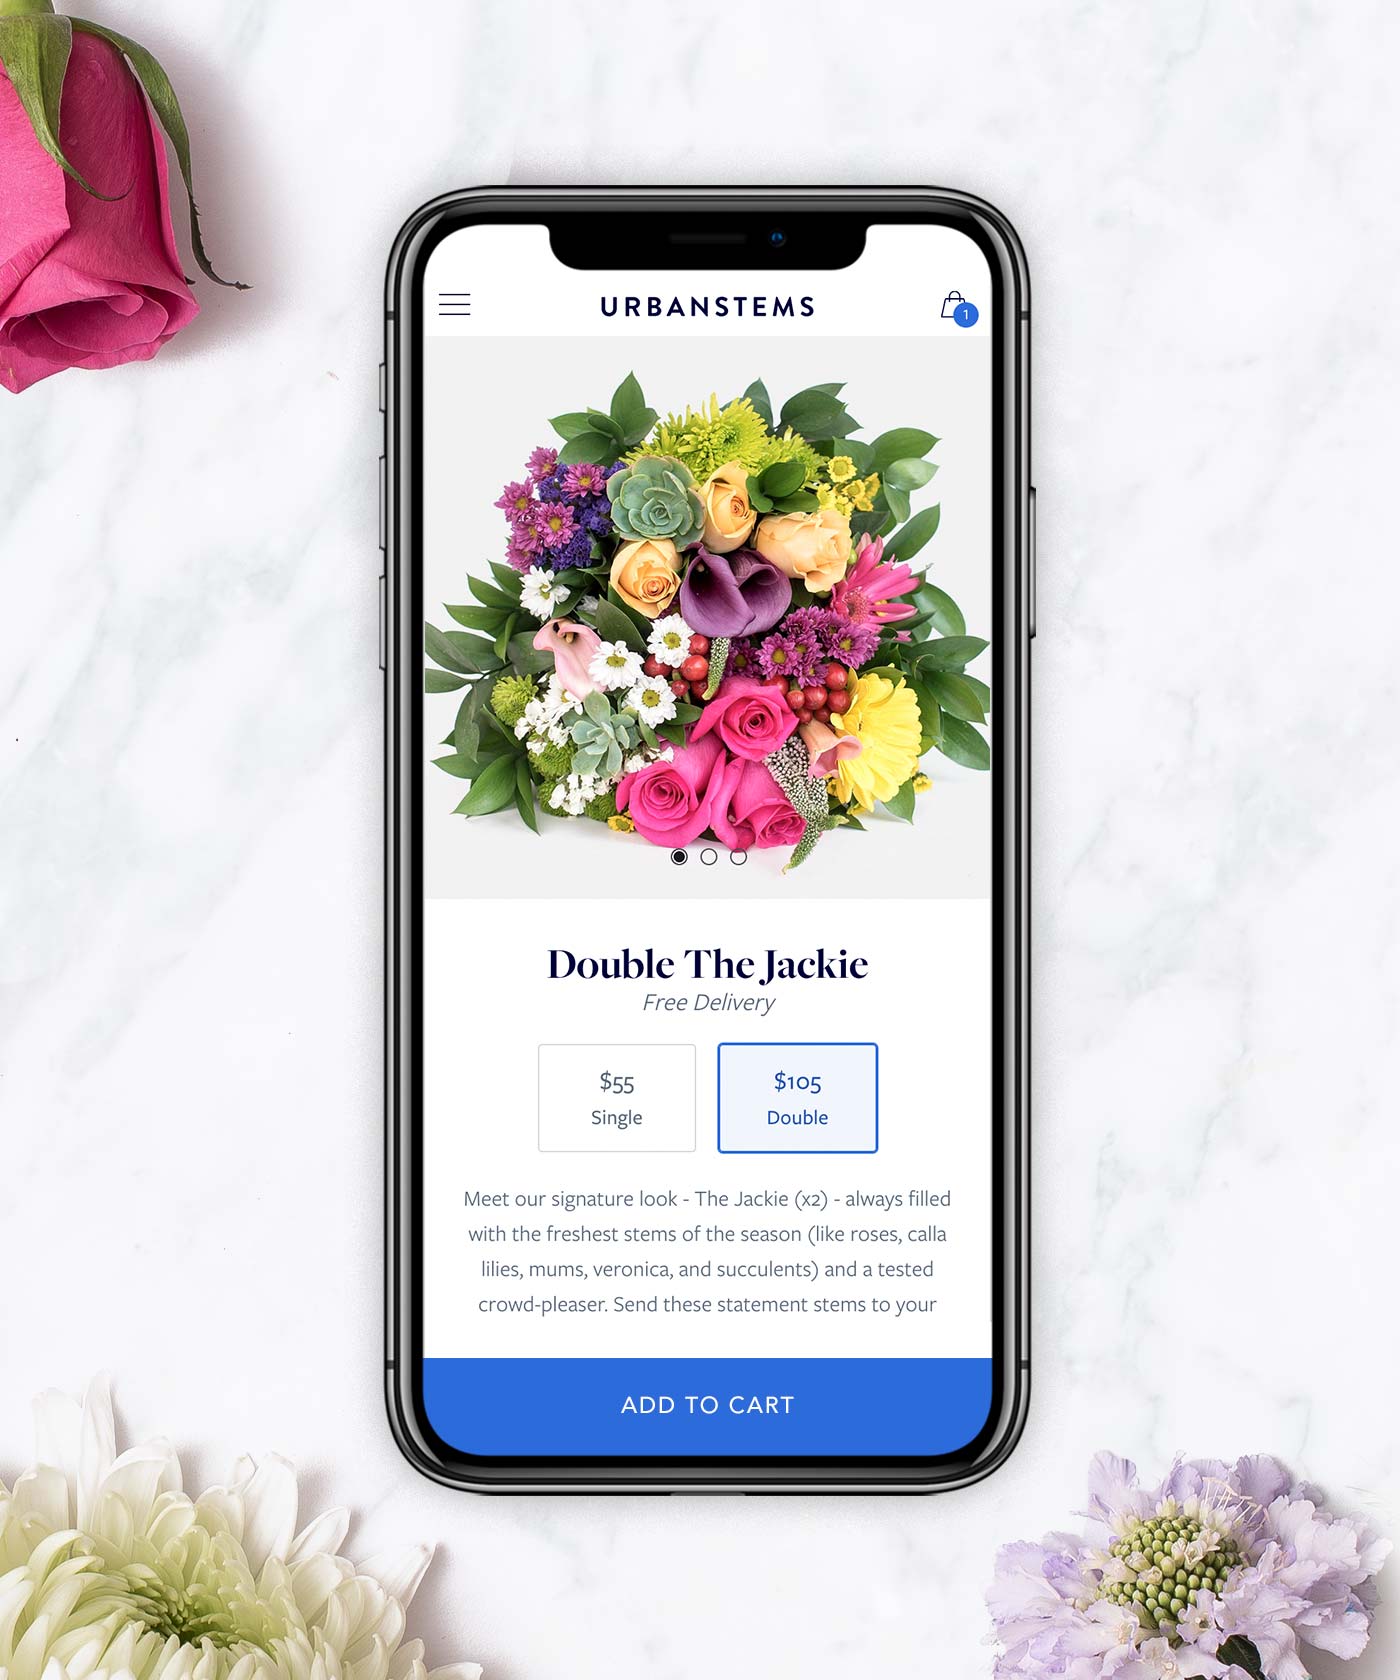 URBANSTEMS
1
Double The Jackie
Free Delivery
$55
Single
$105
Double
Meet our signature look - The Jackie (x2) - always filled
with the freshest stems of the season (like roses, calla
lilies, mums, veronica, and succulents) and a tested
crowd-pleaser. Send these statement stems to your
ADD TO CART